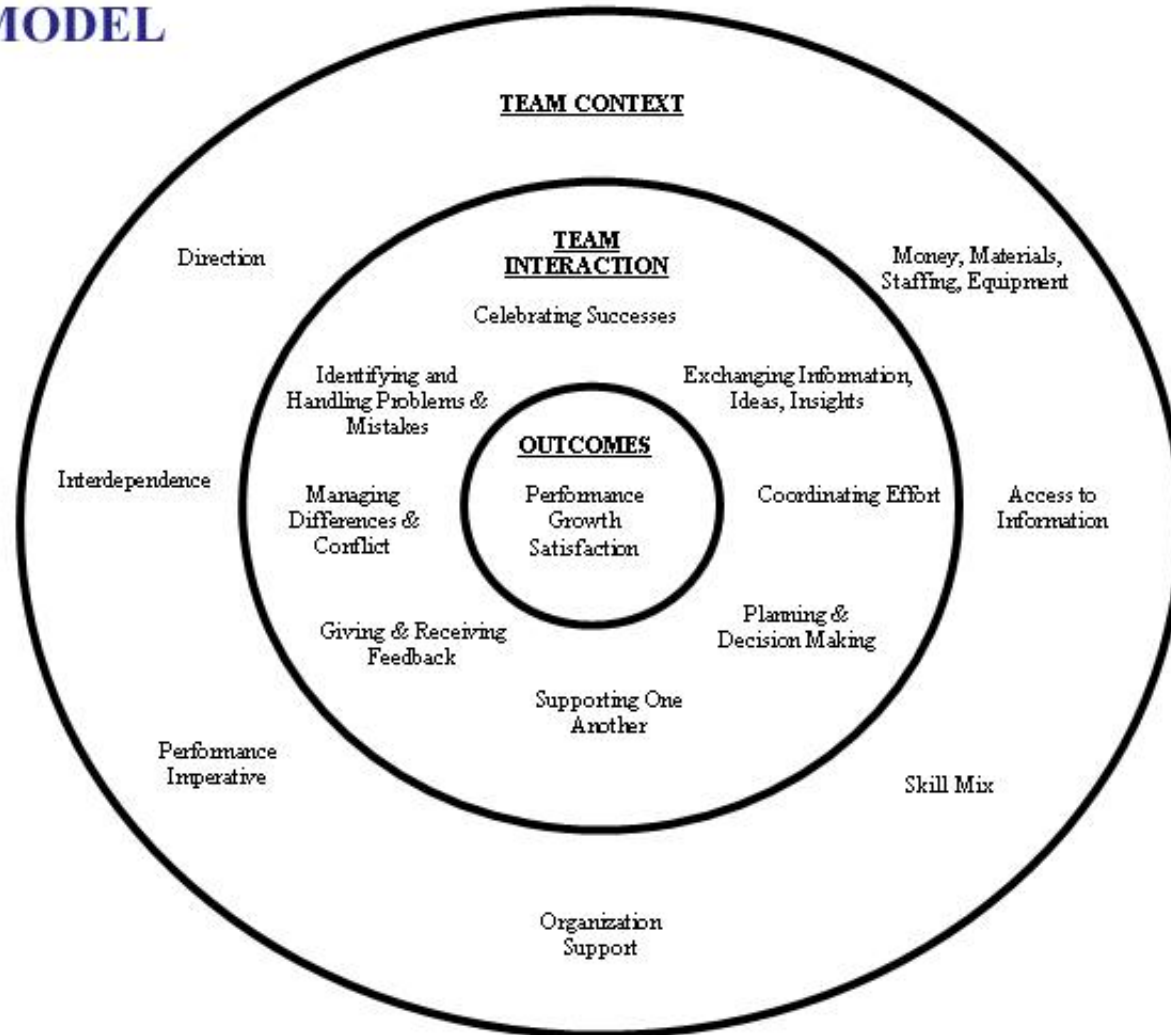 MODEL
TEAM CONTEXT
Direction
Money, Materials,
Staffing, Equipment
Interdependence
Access to
Information
Performance
Imperative
Skill Mix
Organization
Support
TEAM
INTERACTION
Celebrating Successes
Identifying and
Handling Problems &
Mistakes
Exchanging Information,
Ideas, Insights
Managing
Differences &
Conflict
Coordinating Effort
Giving & Receiving
Feedback
Planning &
Decision Making
Supporting One
Another
OUTCOMES
Performance
Growth
Satisfaction